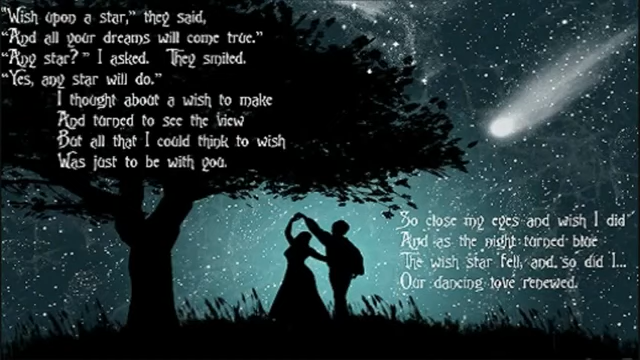 "Wish upon a star," they said,
"And all your dreams will come true."
"Any star?" I asked. They smiled.
"Yes, any star will do."
I thought about a wish to make
And turned to see the view
But all that I could think to wish
Was just to be with you.
So close my eyes and wish I did
And as the night turned blue
The wish star fell, and so did I...
Our dancing love renewed.